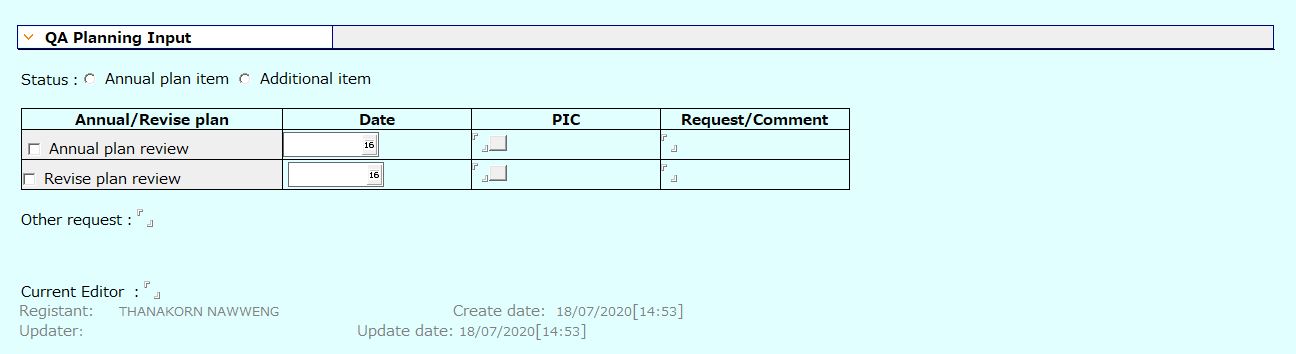 QA Planning Input
Status : Annual plan item Additional item
Annual/Revise plan Date PIC Request/Comment
Annual plan review 16
Revise plan review 16
Other request :
Current Editor :
Registant: THANAKORN NAWWENG Create date: 18/07/2020[14:53]
Updater: Update date: 18/07/2020[14:53]